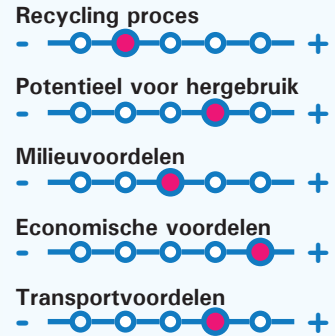 Recycling proces
- +
Potentieel voor hergebruik
- +
Milieuvoordelen
- +
Economische voordelen
- +
Transportvoordelen
- +